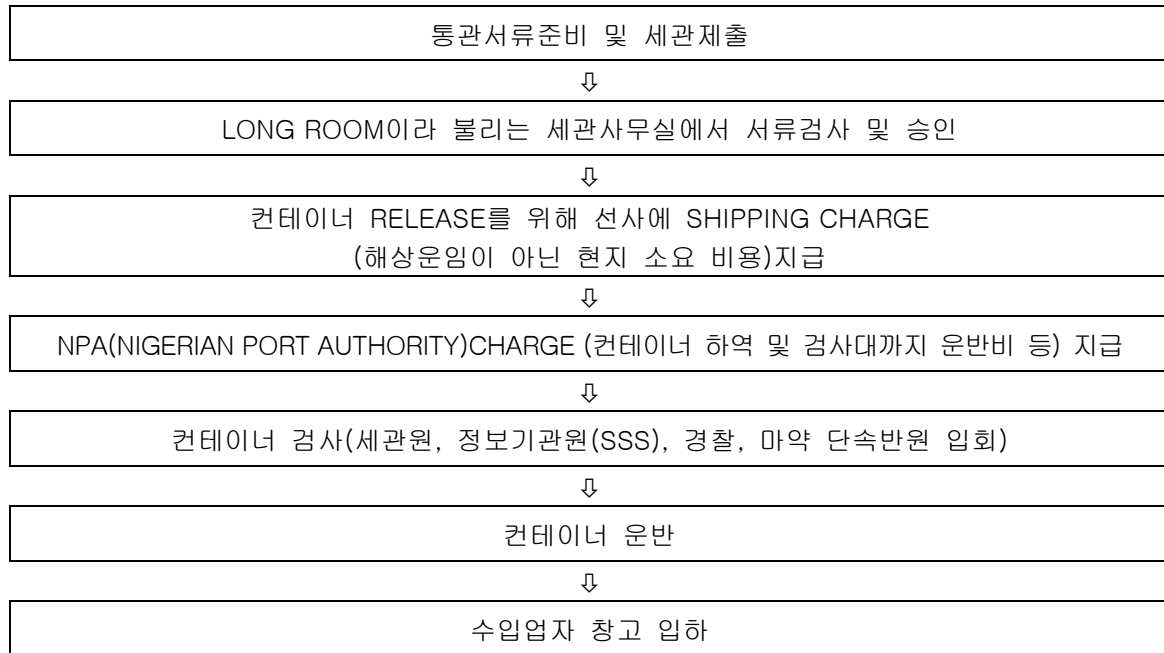 통관서류준비 및 세관제출
⇩
LONG ROOM이라 불리는 세관사무실에서 서류검사 및 승인
⇩
컨테이너 RELEASE를 위해 선사에 SHIPPING CHARGE
(해상운임이 아닌 현지 소요 비용)지급
⇩
NPA(NIGERIAN PORT AUTHORITY)CHARGE (컨테이너 하역 및 검사대까지 운반비 등) 지급
⇩
컨테이너 검사(세관원, 정보기관원(SSS), 경찰, 마약 단속반원 입회)
⇩
컨테이너 운반
⇩
수입업자 창고 입하